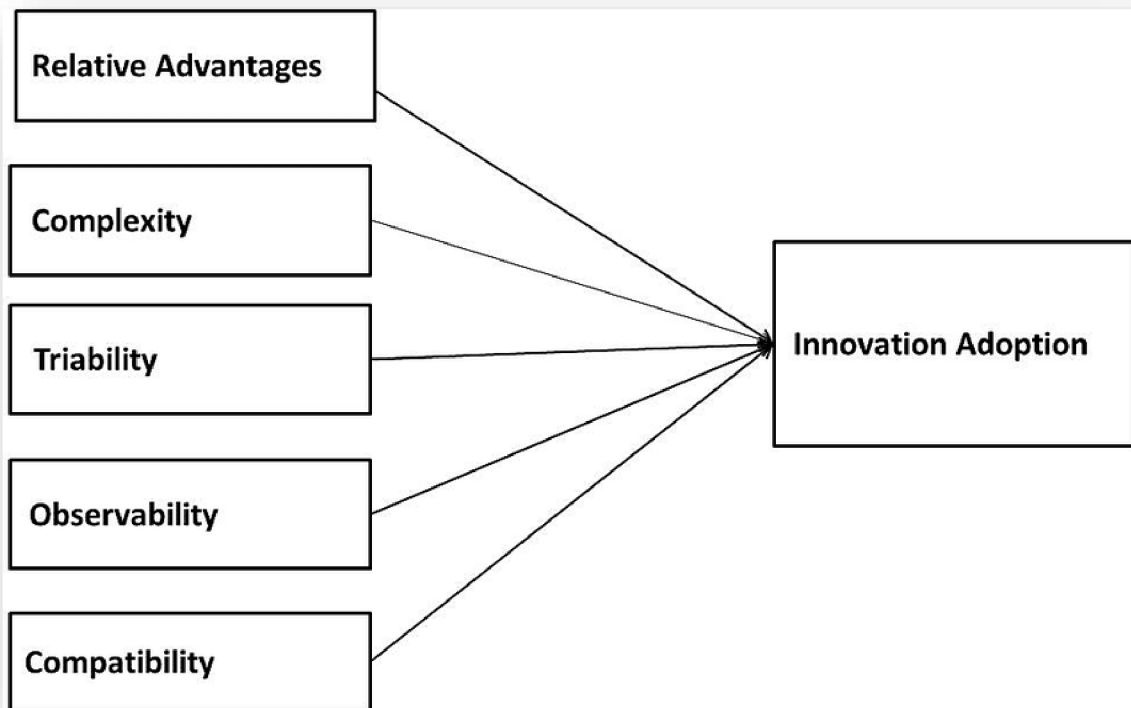 Relative Advantages
Complexity
Triability
Observability
Compatibility
Innovation Adoption